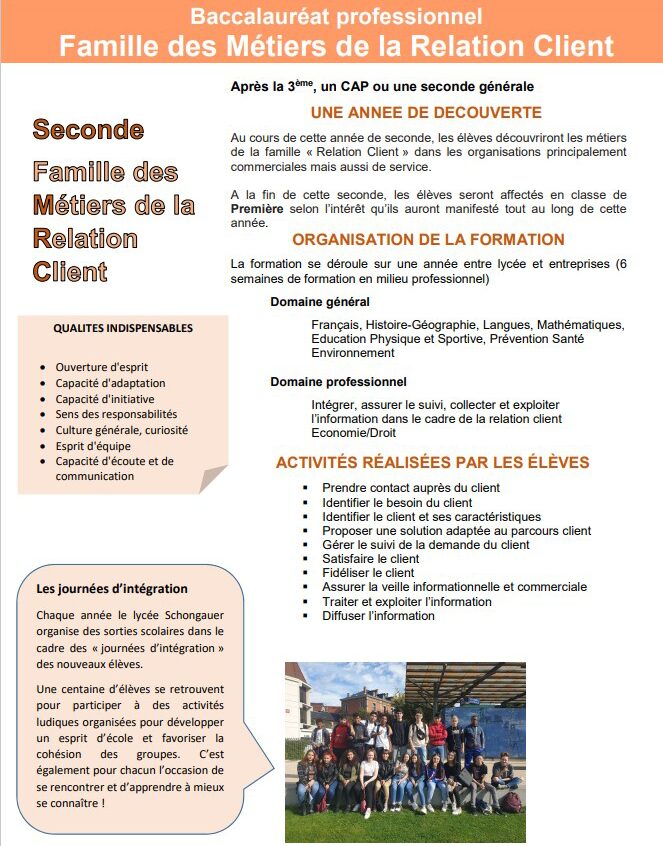 Baccalauréat professionnel
Famille des Métiers de la Relation Client
Seconde
Famille des
Métiers de la
Relation
Client
QUALITES INDISPENSABLES
• Ouverture d'esprit
• Capacité d'adaptation
• Capacité d'initiative
• Sens des responsabilités
• Culture générale, curiosité
• Esprit d'équipe
• Capacité d'écoute et de
communication
Les journées d'intégration
Chaque année le lycée Schongauer
organise des sorties scolaires dans le
cadre des « journées d'intégration »
des nouveaux élèves.
Une centaine d'élèves se retrouvent
pour participer à des activités
ludiques organisées pour développer
un esprit d'école et favoriser la
cohésion des groupes. C'est
également pour chacun l'occasion de
se rencontrer et d'apprendre à mieux
se connaître !
Après la 3ème, un CAP ou une seconde générale
UNE ANNEE DE DECOUVERTE
Au cours de cette année de seconde, les élèves découvriront les métiers
de la famille « Relation Client » dans les organisations principalement
commerciales mais aussi de service.
A la fin de cette seconde, les élèves seront affectés en classe de
Première selon l'intérêt qu'ils auront manifesté tout au long de cette
année.
ORGANISATION DE LA FORMATION
La formation se déroule sur une année entre lycée et entreprises (6
semaines de formation en milieu professionnel)
Domaine général
Français, Histoire-Géographie, Langues, Mathématiques,
Education Physique et Sportive, Prévention Santé
Environnement
Domaine professionnel
Intégrer, assurer le suivi, collecter et exploiter
l'information dans le cadre de la relation client
Economie/Droit
ACTIVITÉS RÉALISÉES PAR LES ÉLÈVES
▪ Prendre contact auprès du client
▪ Identifier le besoin du client
▪ Identifier le client et ses caractéristiques
▪ Proposer une solution adaptée au parcours client
▪ Gérer le suivi de la demande du client
▪ Satisfaire le client
▪ Fidéliser le client
▪ Assurer la veille informationnelle et commerciale
▪ Traiter et exploiter l'information
▪ Diffuser l'information